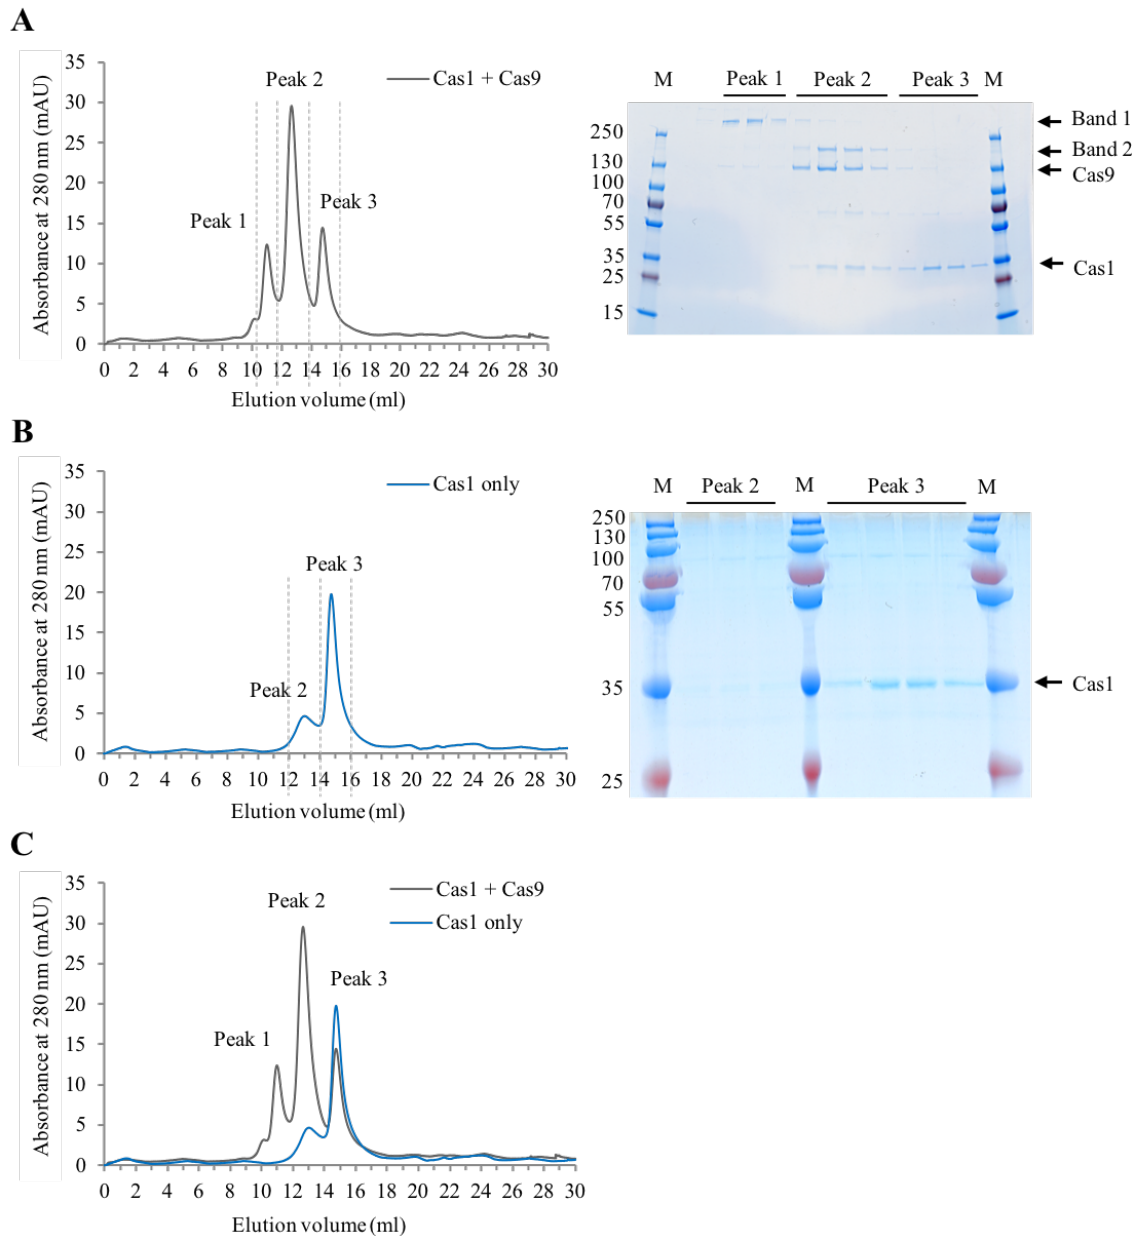 A
Absorbance at 280 nm (mAU)
35
30
25
20
15
10
5
0
Peak 1
Peak 2
Peak 3
Cas1 + Cas9
0 2 4 6 8 10 12 14 16 18 20 22 24 26 28 30
Elution volume (ml)
M Peak 1 Peak 2 Peak 3 M
250
130
100
70
55
35
25
15
Band 1
Band 2
Cas9
Cas1
B
Absorbance at 280 nm (mAU)
35
30
25
20
15
10
5
0
Cas1 only
Peak 3
Peak 2
0 2 4 6 8 10 12 14 16 18 20 22 24 26 28 30
Elution volume (ml)
M Peak 2 M Peak 3 M
250
130
100
70
55
35
25
Cas1
C
Absorbance at 280 nm (mAU)
35
30
25
20
15
10
5
0
Cas1 + Cas9
Cas1 only
Peak 2
Peak 3
Peak 1
0 2 4 6 8 10 12 14 16 18 20 22 24 26 28 30
Elution volume (ml)